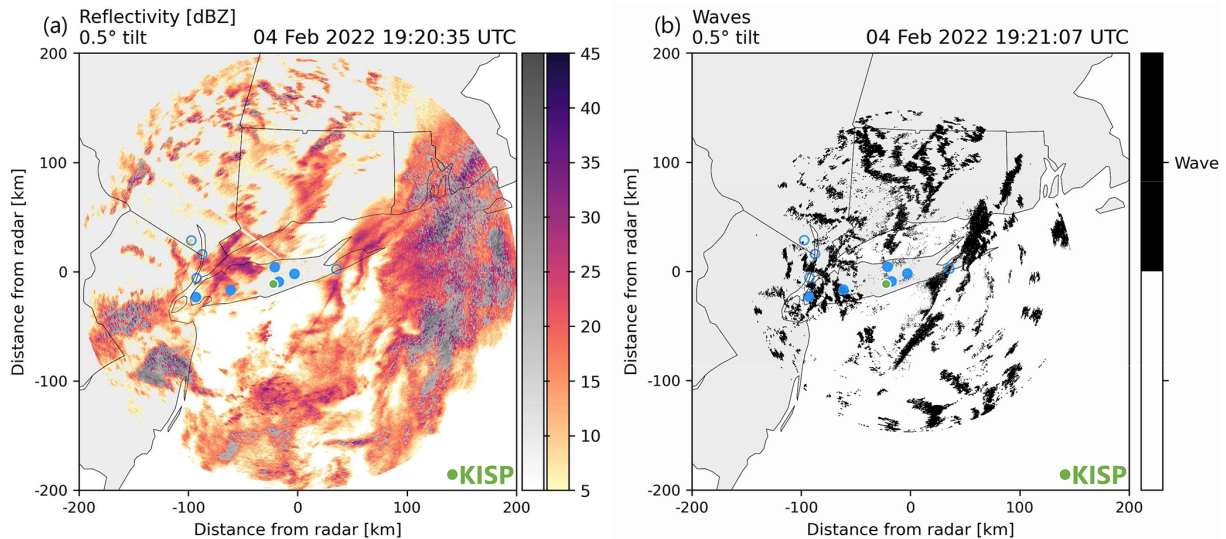 (a) Reflectivity [dBZ]
0.5° tilt 04 Feb 2022 19:20:35 UTC
200
100
0
-100
-200
Distance from radar [km]
-200 -100 0 100 200
Distance from radar [km]
KISP
45
40
35
30
25
20
15
10
5
(b) Waves
0.5° tilt 04 Feb 2022 19:21:07 UTC
200
100
0
-100
-200
Distance from radar [km]
-200 -100 0 100 200
Distance from radar [km]
KISP
Wave